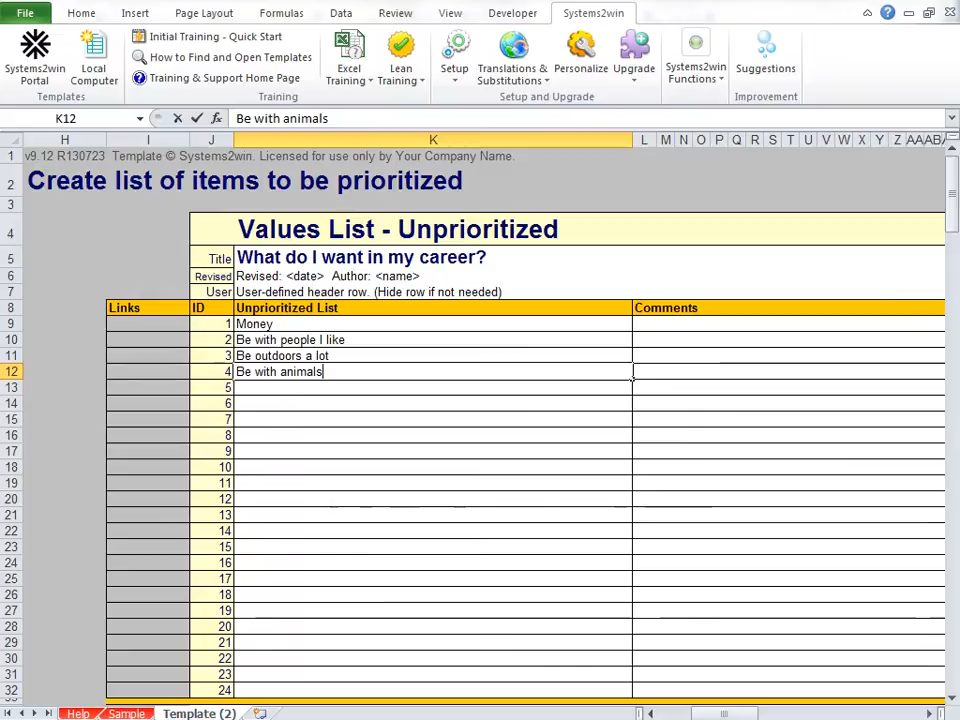 File Home Insert Page Layout Formulas Data Review View Developer Systems2win
Systems2win Portal
Local Computer
Templates
Initial Training - Quick Start
How to Find and Open Templates
Training & Support Home Page
Excel Training
Lean Training
Training
Setup
Translations & Substitutions
Personalize
Upgrade
Systems2win Functions
Setup and Upgrade
Suggestions
Improvement
K12 fx Be with animals
H I J K L M N O P Q R S T U V W X Y Z AA AB
1 v9.12 R130723 Template © Systems2win. Licensed for use only by Your Company Name.
2 Create list of items to be prioritized
3
4 Values List - Unprioritized
5 Title What do I want in my career?
6 Revised Revised: <date> Author: <name>
7 User User-defined header row. (Hide row if not needed)
8 Links ID Unprioritized List Comments
9 1 Money
10 2 Be with people I like
11 3 Be outdoors a lot
12 4 Be with animals
13 5
14 6
15 7
16 8
17 9
18 10
19 11
20 12
21 13
22 14
23 15
24 16
25 17
26 18
27 19
28 20
29 21
30 22
31 23
32 24
Help Sample Template (2)